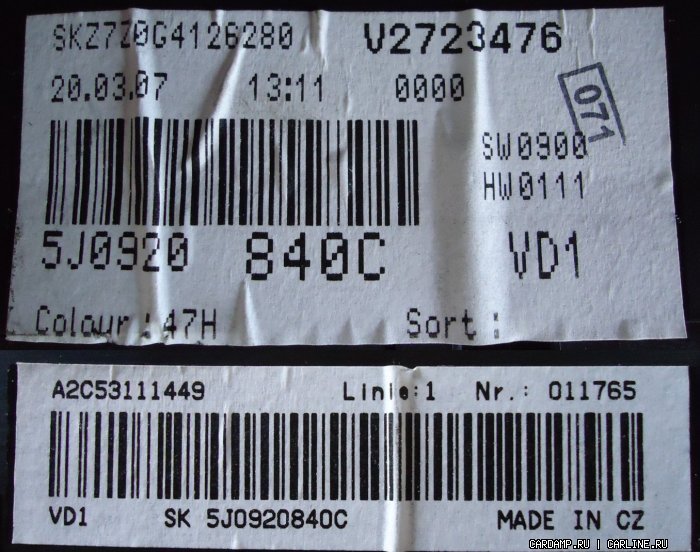 SKZ7Z0G4126280 V2723476
20.03.07 13:11 0000
071
SW0900
HW0111
5J0920 840C VD1
Colour: 47H Sort:
A2C53111449 Linie:1 Nr.: 011765
VD1 SK 5J0920840C MADE IN CZ
CARDAMP.RU | CARLINE.RU